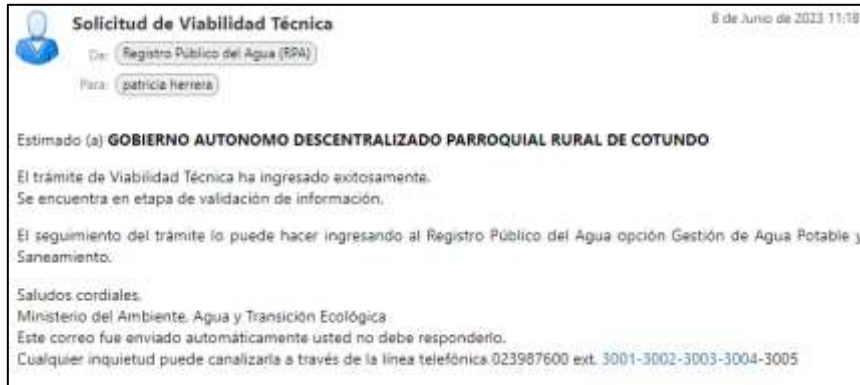 Solicitud de Viabilidad Técnica
8 de Junio de 2023 11:18
De: Registro Público del Agua (RPA)
Para: patricia herrera
Estimado (a) GOBIERNO AUTONOMO DESCENTRALIZADO PARROQUIAL RURAL DE COTUNDO
El trámite de Viabilidad Técnica ha ingresado exitosamente.
Se encuentra en etapa de validación de información.
El seguimiento del trámite lo puede hacer ingresando al Registro Público del Agua opción Gestión de Agua Potable y
Saneamiento.
Saludos cordiales,
Ministerio del Ambiente, Agua y Transición Ecológica
Este correo fue enviado automáticamente usted no debe responderlo.
Cualquier inquietud puede canalizarla a través de la línea telefónica 023987600 ext. 3001-3002-3003-3004-3005